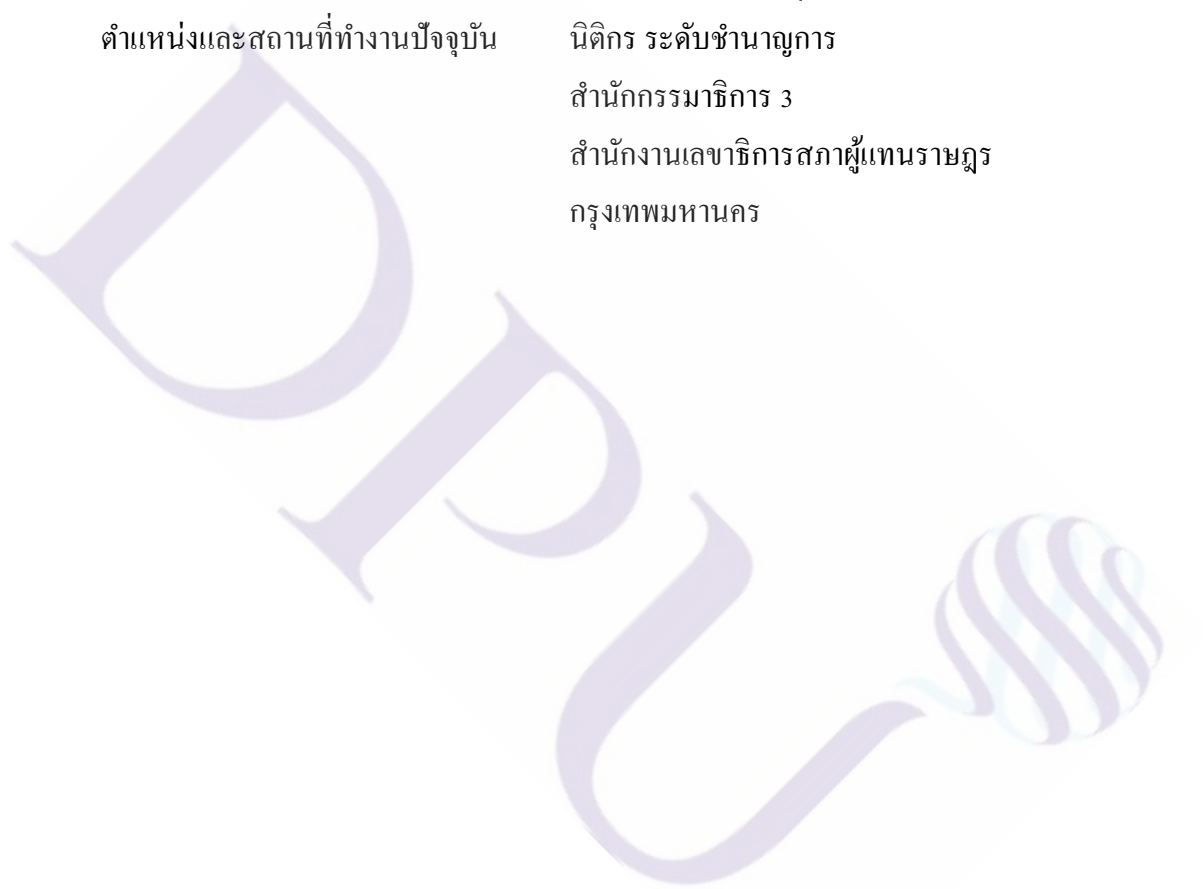 ตำแหน่งและสถานที่ทำงานปัจจุบัน นิติกร ระดับชำนาญการ
สำนักกรรมาธิการ 3
สำนักงานเลขาธิการสภาผู้แทนราษฎร
กรุงเทพมหานคร
DPU